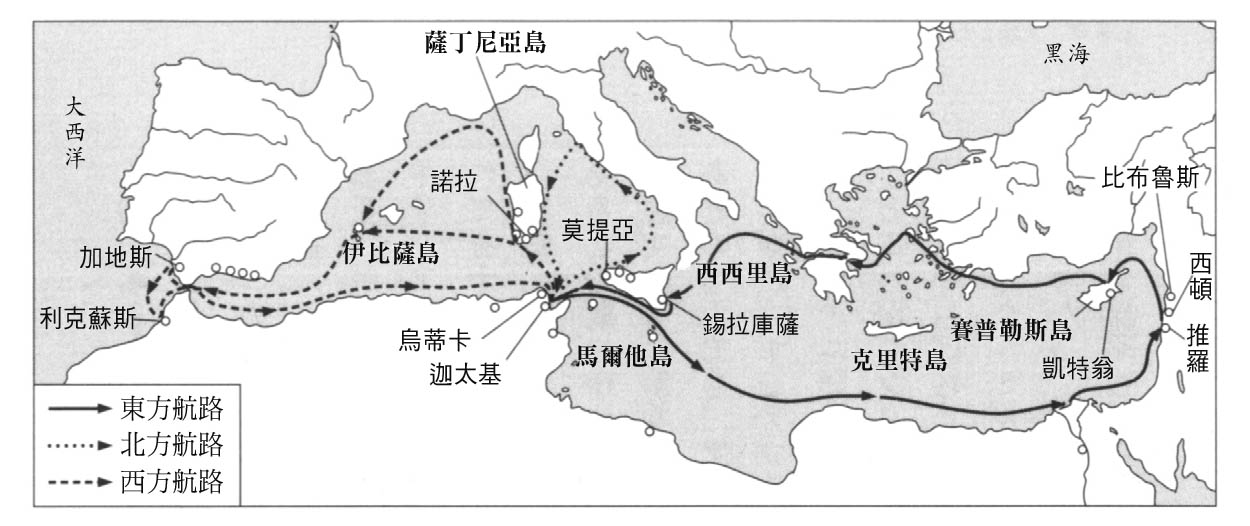 薩丁尼亞島
黑海
大西洋
比布魯斯
諾拉
莫提亞
加地斯
伊比薩島
西西里島
西頓
利克蘇斯
錫拉庫薩
賽普勒斯島
推羅
烏蒂卡
馬爾他島
克里特島
凱特翁
迦太基
東方航路
北方航路
西方航路